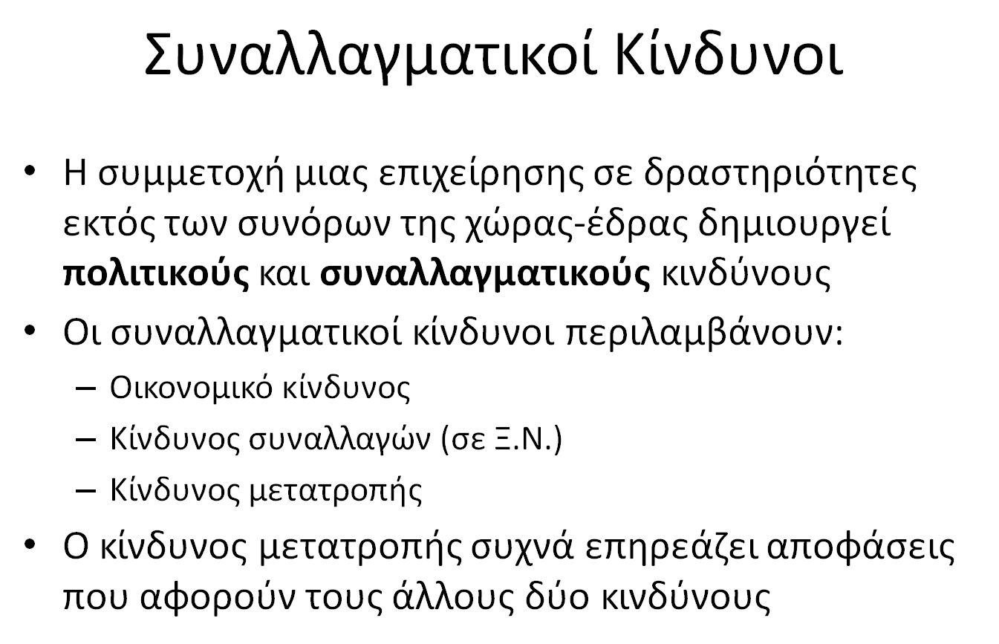 Συναλλαγματικοί Κίνδυνοι
• Η συμμετοχή μιας επιχείρησης σε δραστηριότητες
εκτός των συνόρων της χώρας-έδρας δημιουργεί
πολιτικούς και συναλλαγματικούς κινδύνους
• Οι συναλλαγματικοί κίνδυνοι περιλαμβάνουν:
– Οικονομικό κίνδυνος
– Κίνδυνος συναλλαγών (σε Ξ.Ν.)
– Κίνδυνος μετατροπής
• Ο κίνδυνος μετατροπής συχνά επηρεάζει αποφάσεις
που αφορούν τους άλλους δύο κινδύνους